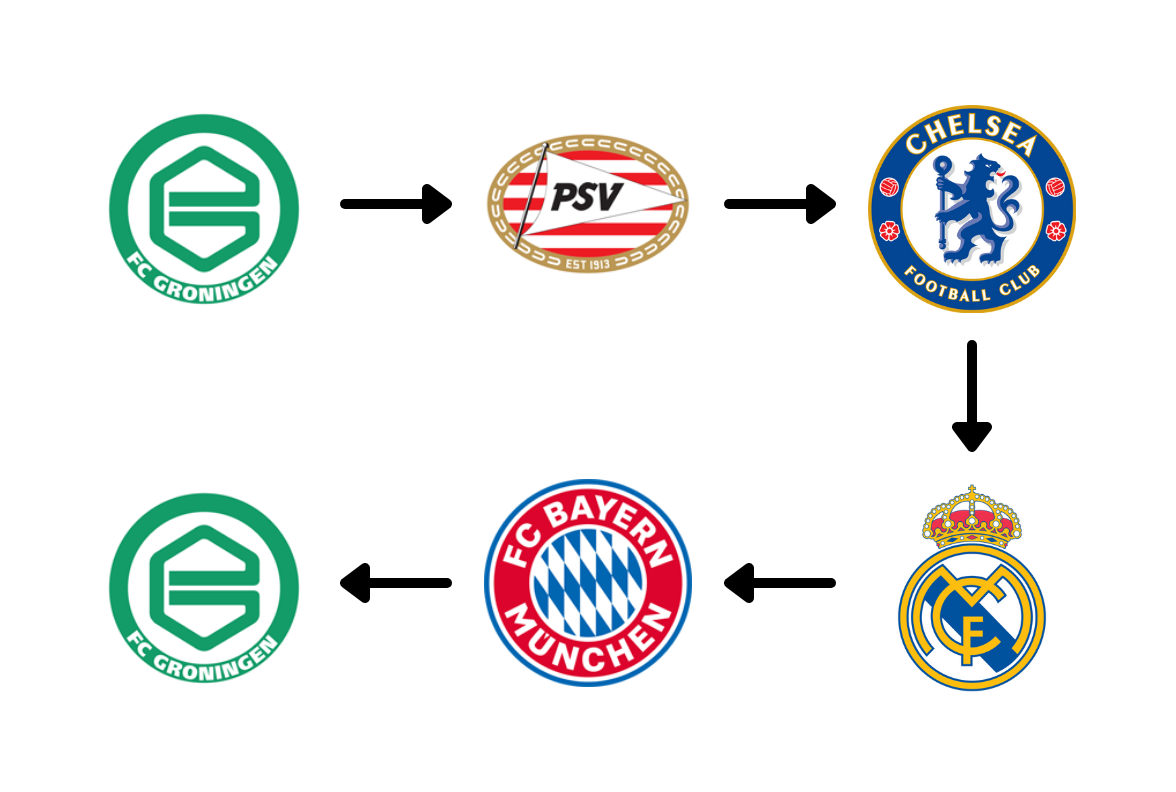 FC GRONINGEN
PSV
EST 1913
CHELSEA
FOOTBALL CLUB
FC GRONINGEN
FC BAYERN
MÜNCHEN